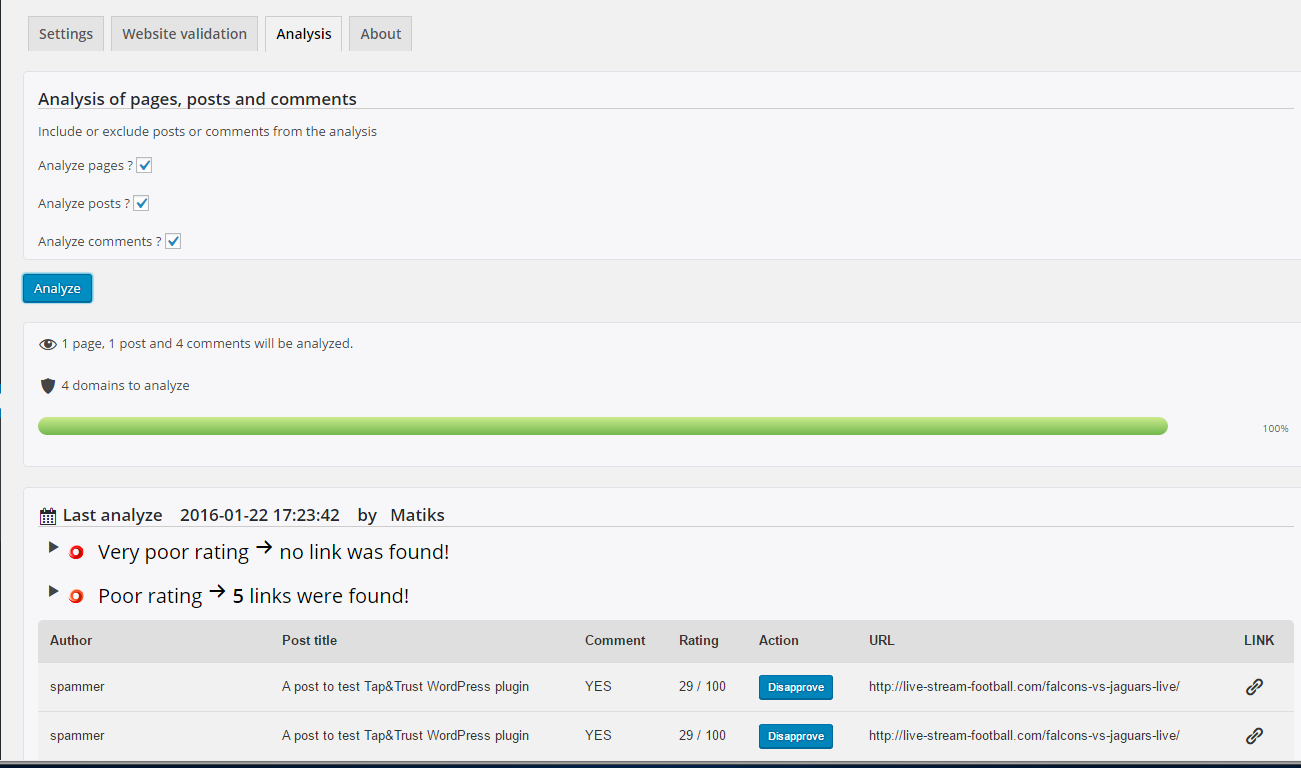 Settings Website validation Analysis About
Analysis of pages, posts and comments
Include or exclude posts or comments from the analysis
Analyze pages ?
Analyze posts ?
Analyze comments ?
Analyze
1 page, 1 post and 4 comments will be analyzed.
4 domains to analyze
100%
Last analyze 2016-01-22 17:23:42 by Matiks
Very poor rating → no link was found!
Poor rating → 5 links were found!
Author Post title Comment Rating Action URL LINK
spammer A post to test Tap&Trust WordPress plugin YES 29 / 100 Disapprove http://live-stream-football.com/falcons-vs-jaguars-live/
spammer A post to test Tap&Trust WordPress plugin YES 29 / 100 Disapprove http://live-stream-football.com/falcons-vs-jaguars-live/